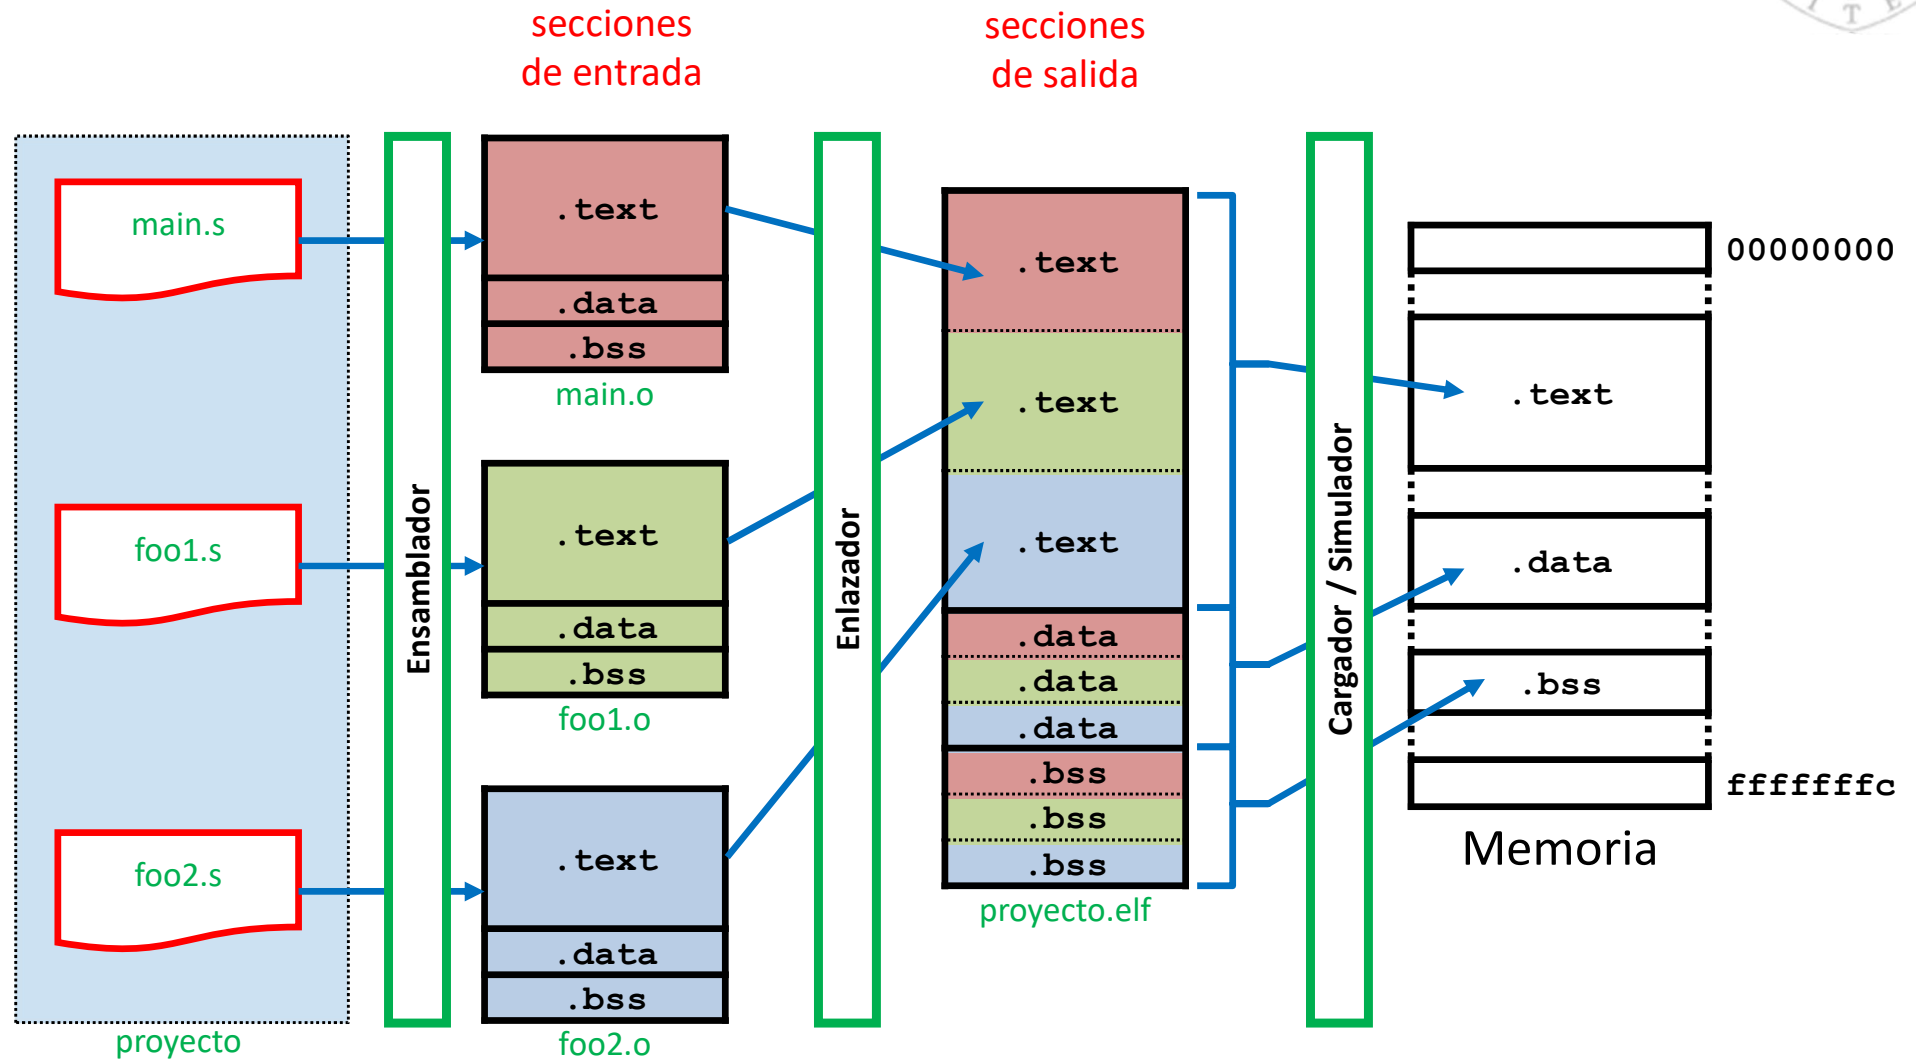 secciones
de entrada
secciones
de salida
I T E
main.s
foo1.s
foo2.s
proyecto
Ensamblador
.text
.data
.bss
main.o
.text
.data
.bss
foo1.o
.text
.data
.bss
foo2.o
Enlazador
.text
.text
.text
.data
.data
.data
.bss
.bss
.bss
proyecto.elf
Cargador / Simulador
00000000
.text
.data
.bss
fffffffc
Memoria